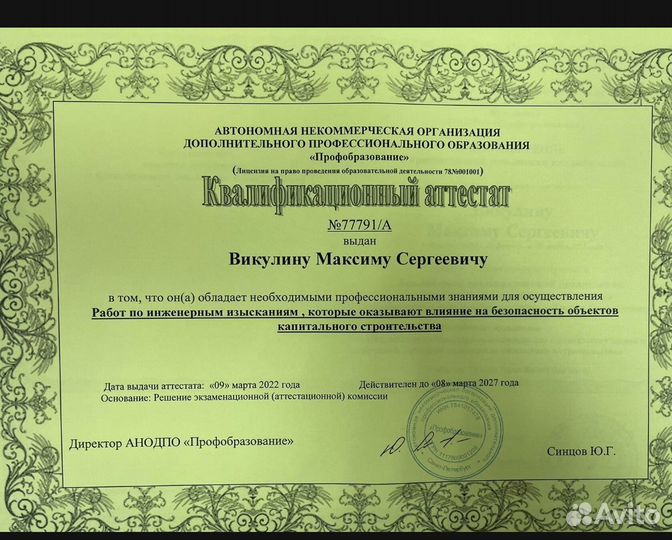 АВТОНОМНАЯ НЕКОММЕРЧЕСКАЯ ОРГАНИЗАЦИЯ
ДОПОЛНИТЕЛЬНОГО ПРОФЕССИОНАЛЬНОГО ОБРАЗОВАНИЯ
«Профобразование»
(Лицензия на право проведения образовательной деятельности 78№001001)
Квалификационный аттестат
№77791/А
выдан
Викулину Максиму Сергеевичу
в том, что он(а) обладает необходимыми профессиональными знаниями для осуществления
Работ по инженерным изысканиям , которые оказывают влияние на безопасность объектов
капитального строительства
Дата выдачи аттестата: «09» марта 2022 года Действителен до «08» марта 2027 года
Основание: Решение экзаменационной (аттестационной) комиссии
Директор АНОДПО «Профобразование»
«Профобразование»
Санкт-Петербург
Синцов Ю.Г.
Avito